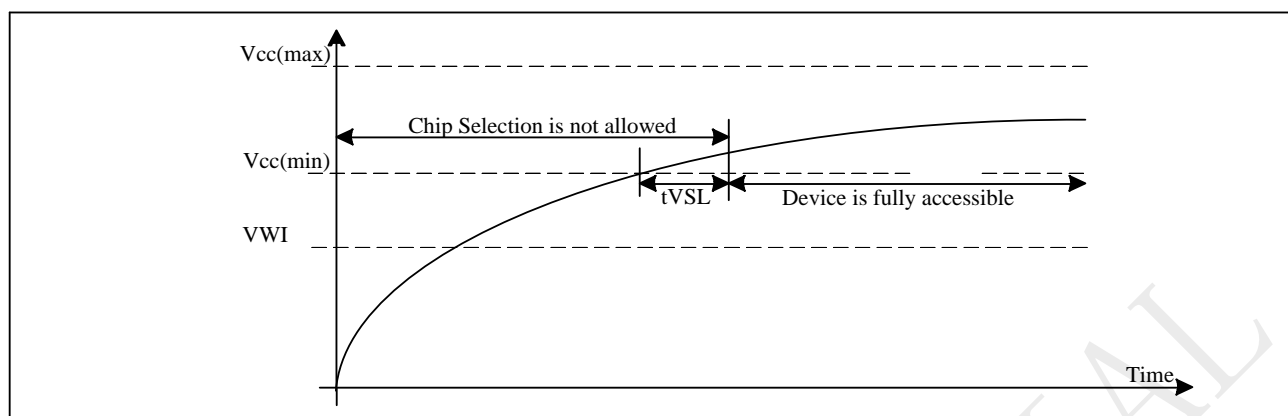 Vcc(max)
Chip Selection is not allowed
Vcc(min)
tVSL
Device is fully accessible
VWI
Time